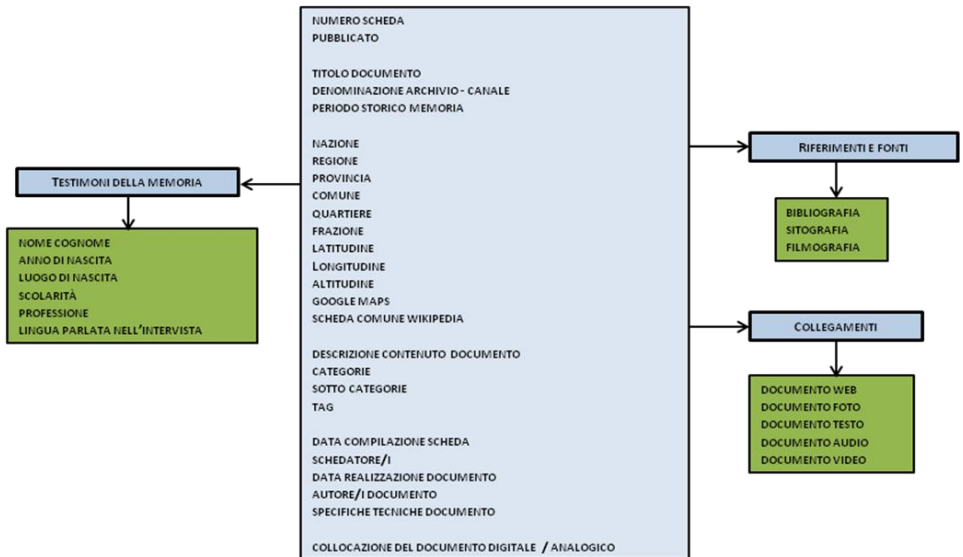 NUMERO SCHEDA
PUBBLICATO
TITOLO DOCUMENTO
DENOMINAZIONE ARCHIVIO - CANALE
PERIODO STORICO MEMORIA
NAZIONE
REGIONE
PROVINCIA
COMUNE
QUARTIERE
FRAZIONE
LATITUDINE
LONGITUDINE
ALTITUDINE
GOOGLE MAPS
SCHEDA COMUNE WIKIPEDIA
DESCRIZIONE CONTENUTO DOCUMENTO
CATEGORIE
SOTTO CATEGORIE
TAG
DATA COMPILAZIONE SCHEDA
SCHEDATORE/I
DATA REALIZZAZIONE DOCUMENTO
AUTORE/I DOCUMENTO
SPECIFICHE TECNICHE DOCUMENTO
COLLOCAZIONE DEL DOCUMENTO DIGITALE / ANALOGICO
TESTIMONI DELLA MEMORIA
NOME COGNOME
ANNO DI NASCITA
LUOGO DI NASCITA
SCOLARITÀ
PROFESSIONE
LINGUA PARLATA NELL'INTERVISTA
RIFERIMENTI E FONTI
BIBLIOGRAFIA
SITOGRAFIA
FILMOGRAFIA
COLLEGAMENTI
DOCUMENTO WEB
DOCUMENTO FOTO
DOCUMENTO TESTO
DOCUMENTO AUDIO
DOCUMENTO VIDEO